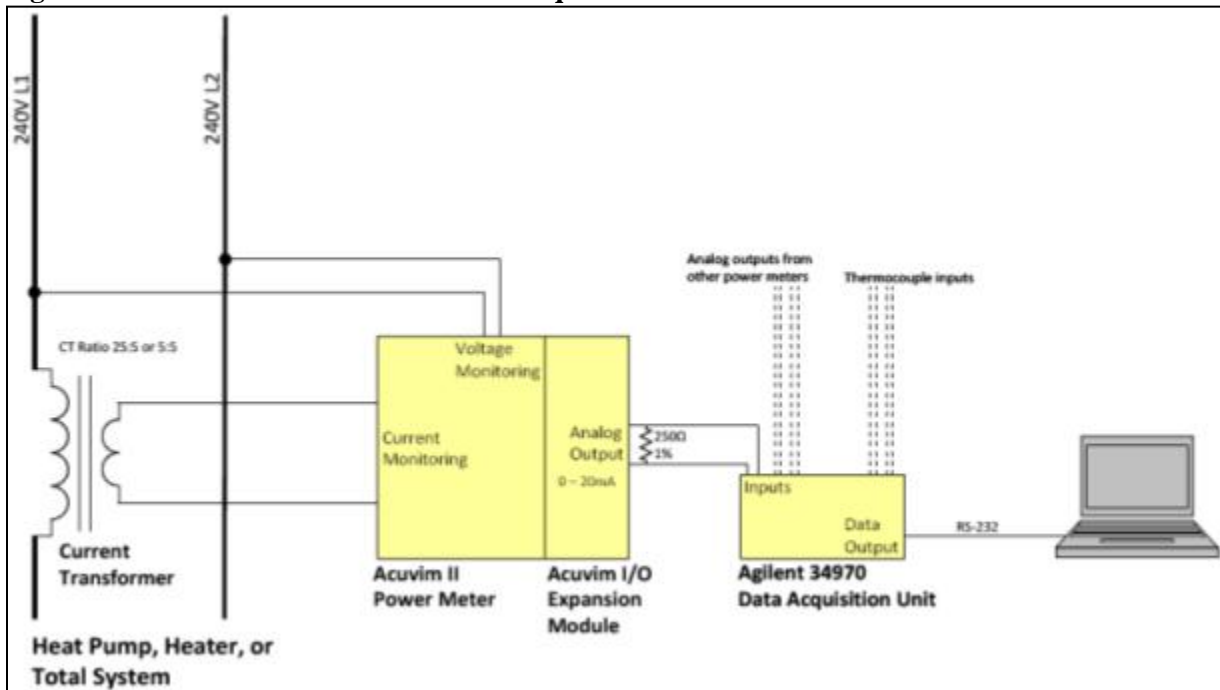 240V L1
240V L2
CT Ratio 25:5 or 5:5
Current
Transformer
Heat Pump, Heater, or
Total System
Voltage
Monitoring
Current
Monitoring
Analog
Output
0 – 20mA
Acuvim II
Power Meter
Acuvim I/O
Expansion
Module
250Ω
1%
Analog outputs from
other power meters
Thermocouple inputs
Inputs
Data
Output
Agilent 34970
Data Acquisition Unit
RS-232